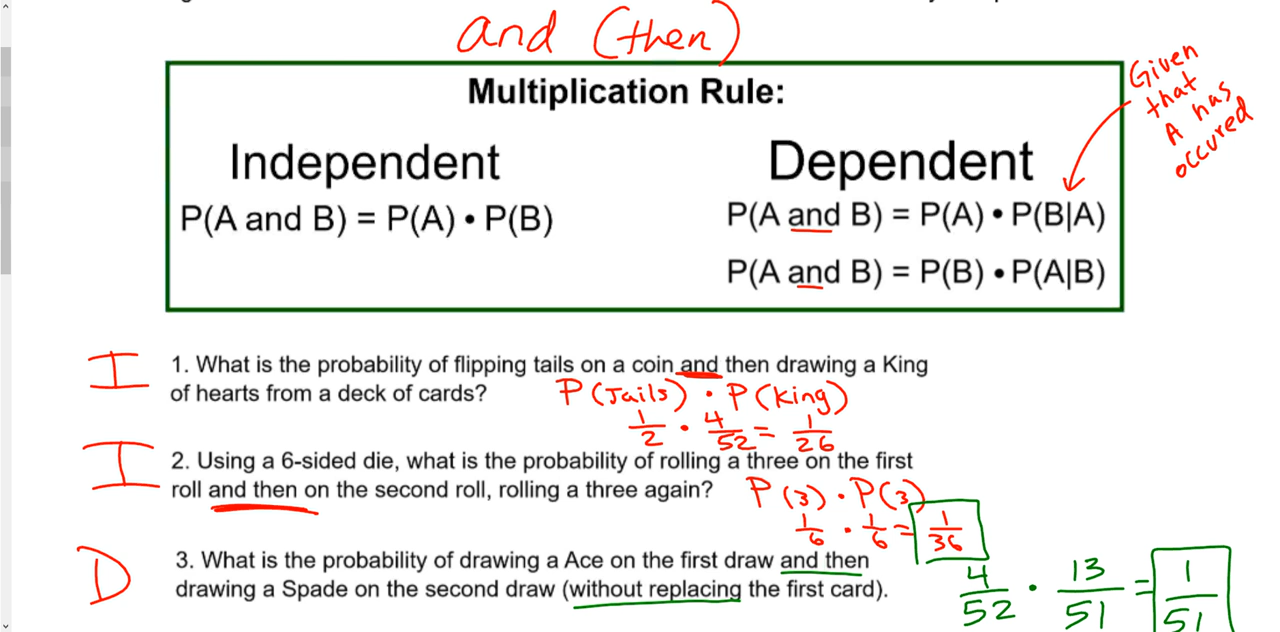 and (then)
Multiplication Rule:
Given
that
A has
occured
Independent
P(A and B) = P(A) • P(B)
Dependent
P(A and B) = P(A) • P(B|A)
P(A and B) = P(B) • P(A|B)
I
1. What is the probability of flipping tails on a coin and then drawing a King
of hearts from a deck of cards?
P(Tails) · P(King)
1/2 · 4/52 = 1/26
I
2. Using a 6-sided die, what is the probability of rolling a three on the first
roll and then on the second roll, rolling a three again?
P(3) · P(3)
1/6 · 1/6 = 1/36
D
3. What is the probability of drawing a Ace on the first draw and then
drawing a Spade on the second draw (without replacing the first card).
4/52 · 13/51 = 1/51